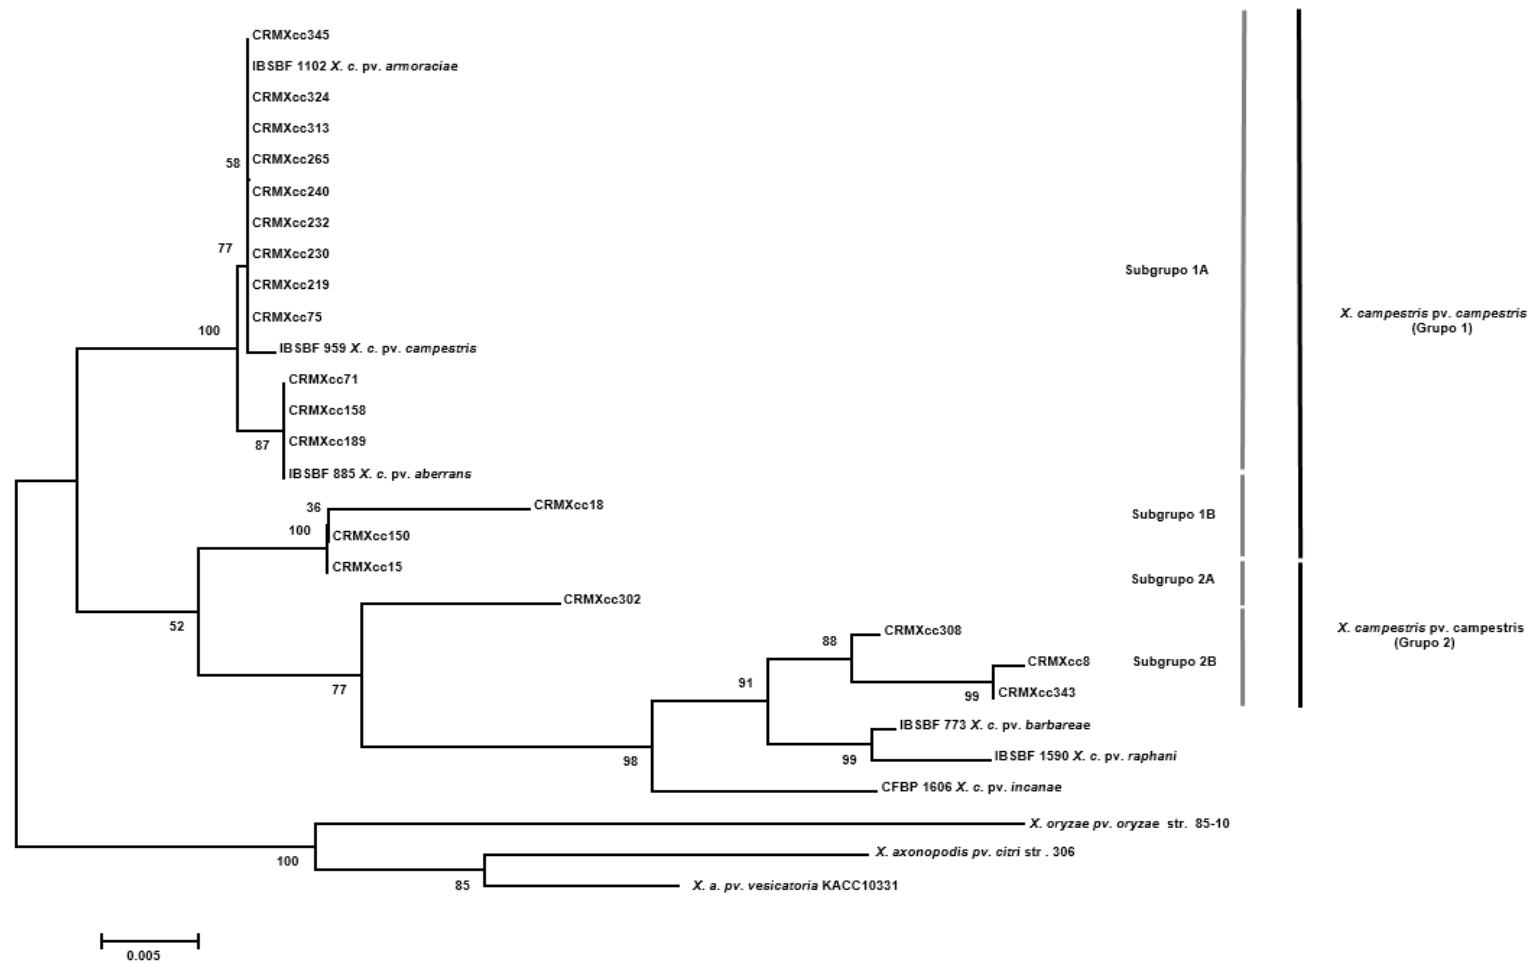 CRMXcc345
IBSBF 1102 X. c. pv. armoraciae
CRMXcc324
CRMXcc313
58
CRMXcc265
CRMXcc240
CRMXcc232
77
CRMXcc230
Subgrupo 1A
CRMXcc219
CRMXcc75
X. campestris pv. campestris
(Grupo 1)
100
IBSBF 959 X. c. pv. campestris
CRMXcc71
CRMXcc158
87
CRMXcc189
IBSBF 885 X. c. pv. aberrans
36
CRMXcc18
Subgrupo 1B
100
CRMXcc150
CRMXcc15
Subgrupo 2A
CRMXcc302
52
CRMXcc308
X. campestris pv. campestris
(Grupo 2)
88
CRMXcc8
Subgrupo 2B
77
91
99
CRMXcc343
IBSBF 773 X. c. pv. barbareae
98
99
IBSBF 1590 X. c. pv. raphani
CFBP 1606 X. c. pv. incanae
X. oryzae pv. oryzae str. 85-10
100
X. axonopodis pv. citri str . 306
85
X. a. pv. vesicatoria KACC10331
0.005